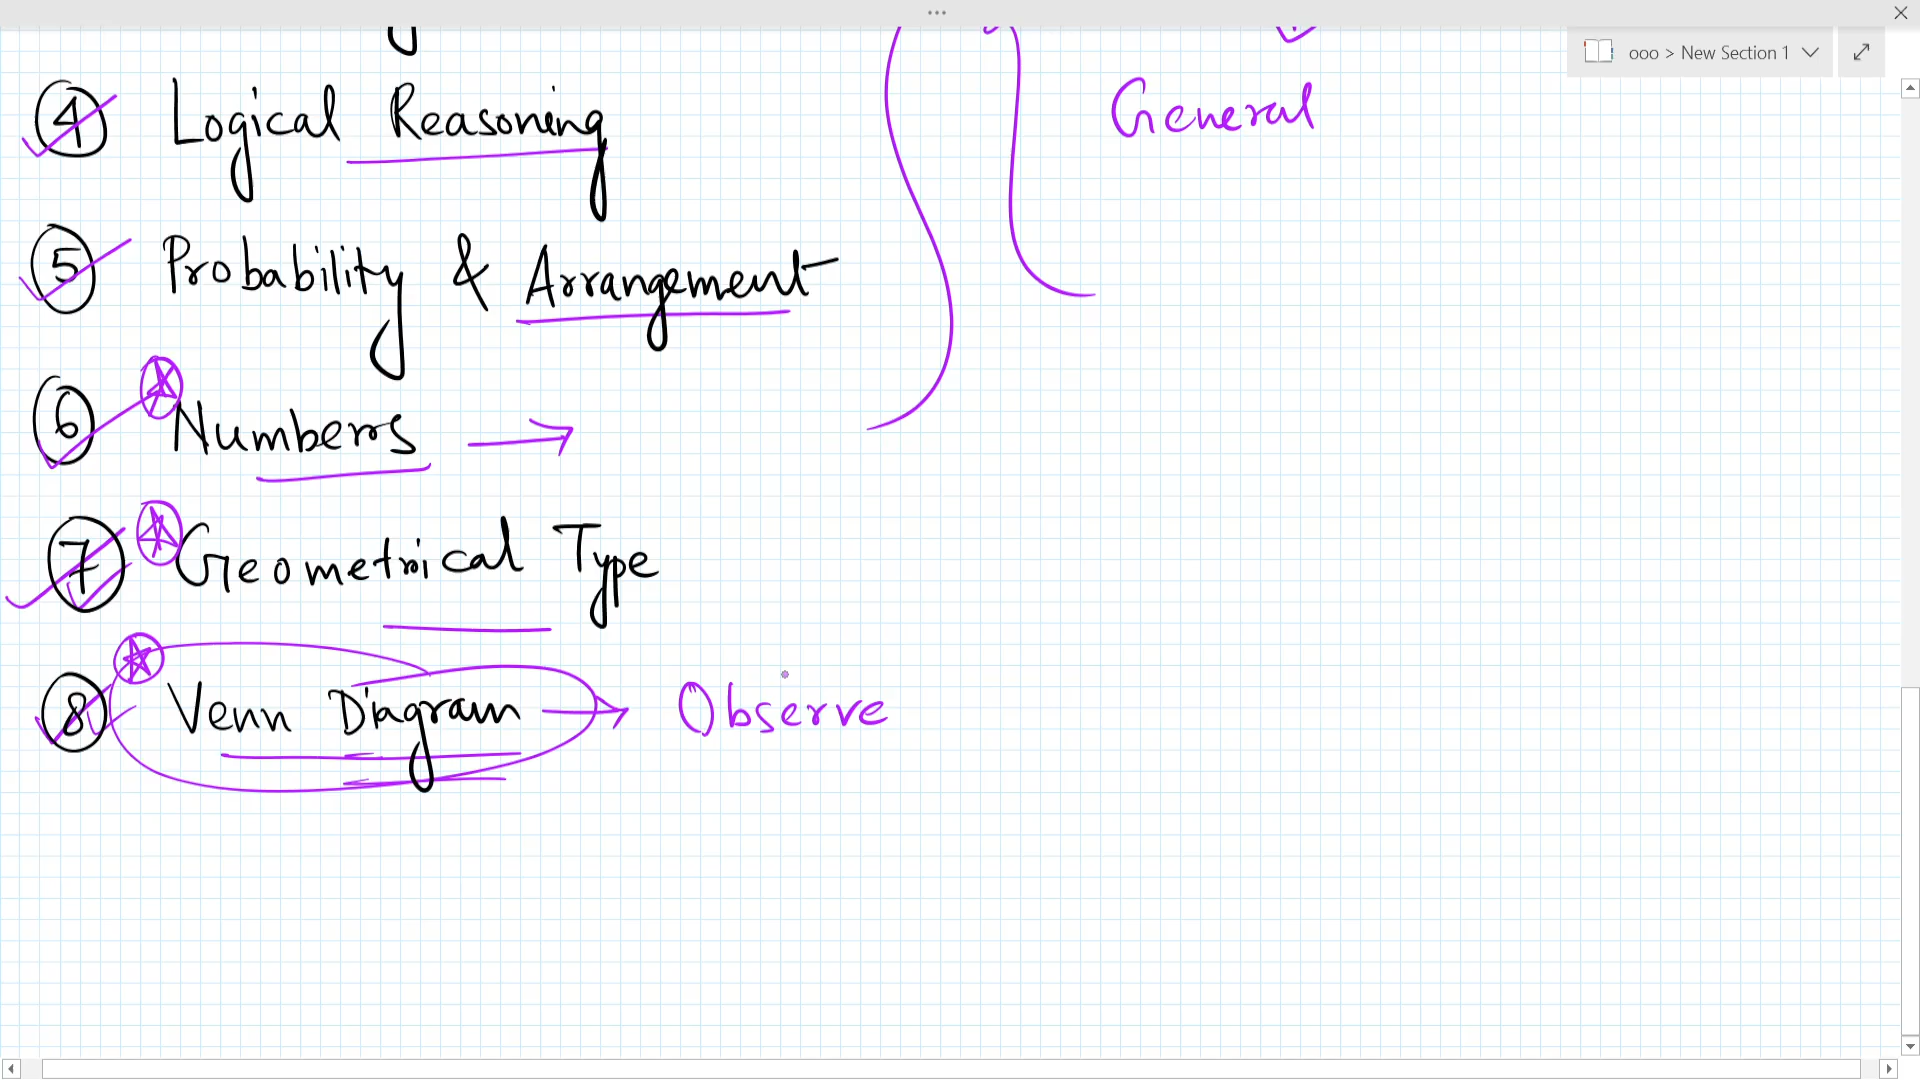 ooo > New Section 1
4 Logical Reasoning
General
5 Probability & Arrangement
6 Numbers →
7 Geometrical Type
8 Venn Diagram → Observe